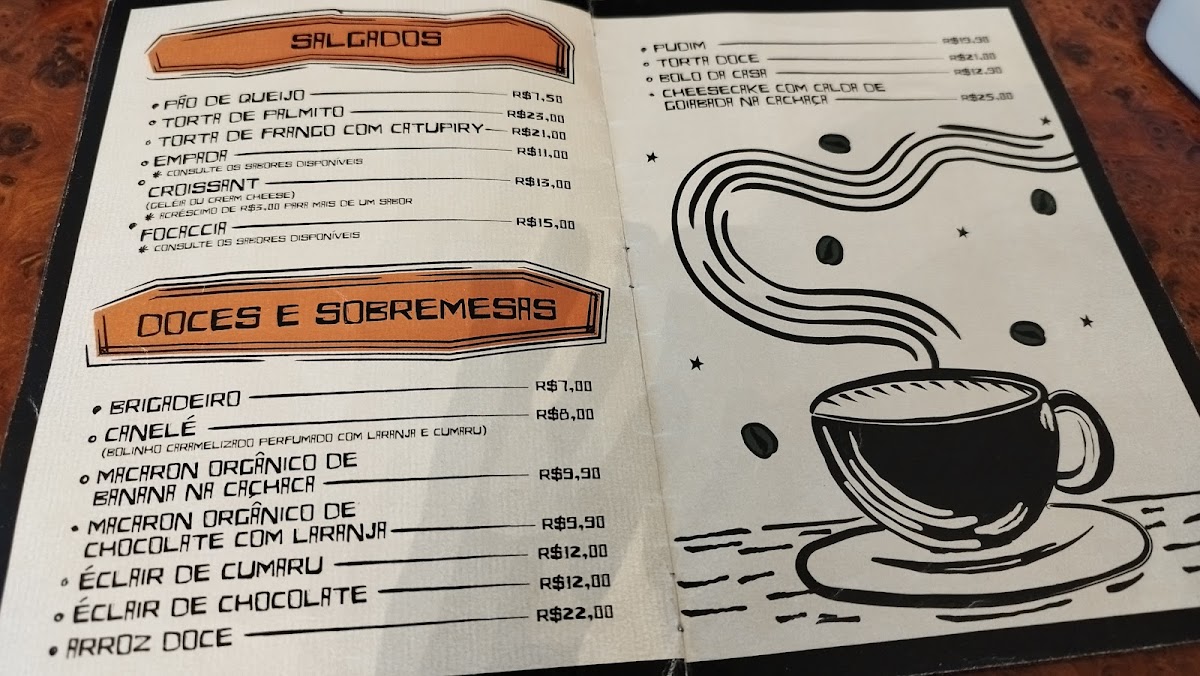 SALGADOS
PÃO DE QUEIJO R$7,50
TORTA DE PALMITO R$23,00
TORTA DE FRANGO COM CATUPIRY R$21,00
EMPADA R$11,00
* CONSULTE OS SABORES DISPONÍVEIS
CROISSANT R$13,00
(GELÉIA OU CREAM CHEESE)
* ACRÉSCIMO DE R$3,00 PARA MAIS DE UM SABOR
FOCACCIA R$15,00
* CONSULTE OS SABORES DISPONÍVEIS
DOCES E SOBREMESAS
BRIGADEIRO R$7,00
CANELÉ R$8,00
(BOLINHO CARAMELIZADO PERFUMADO COM LARANJA E CUMARU)
MACARON ORGÂNICO DE
BANANA NA CACHACA R$9,90
MACARON ORGÂNICO DE
CHOCOLATE COM LARANJA R$9,90
ÉCLAIR DE CUMARU R$12,00
ÉCLAIR DE CHOCOLATE R$12,00
ARROZ DOCE R$22,00
PUDIM R$19,90
TORTA DOCE R$21,00
BOLO DA CASA R$12,90
CHEESECAKE COM CALDA DE
GOIABADA NA CACHAÇA R$25,00